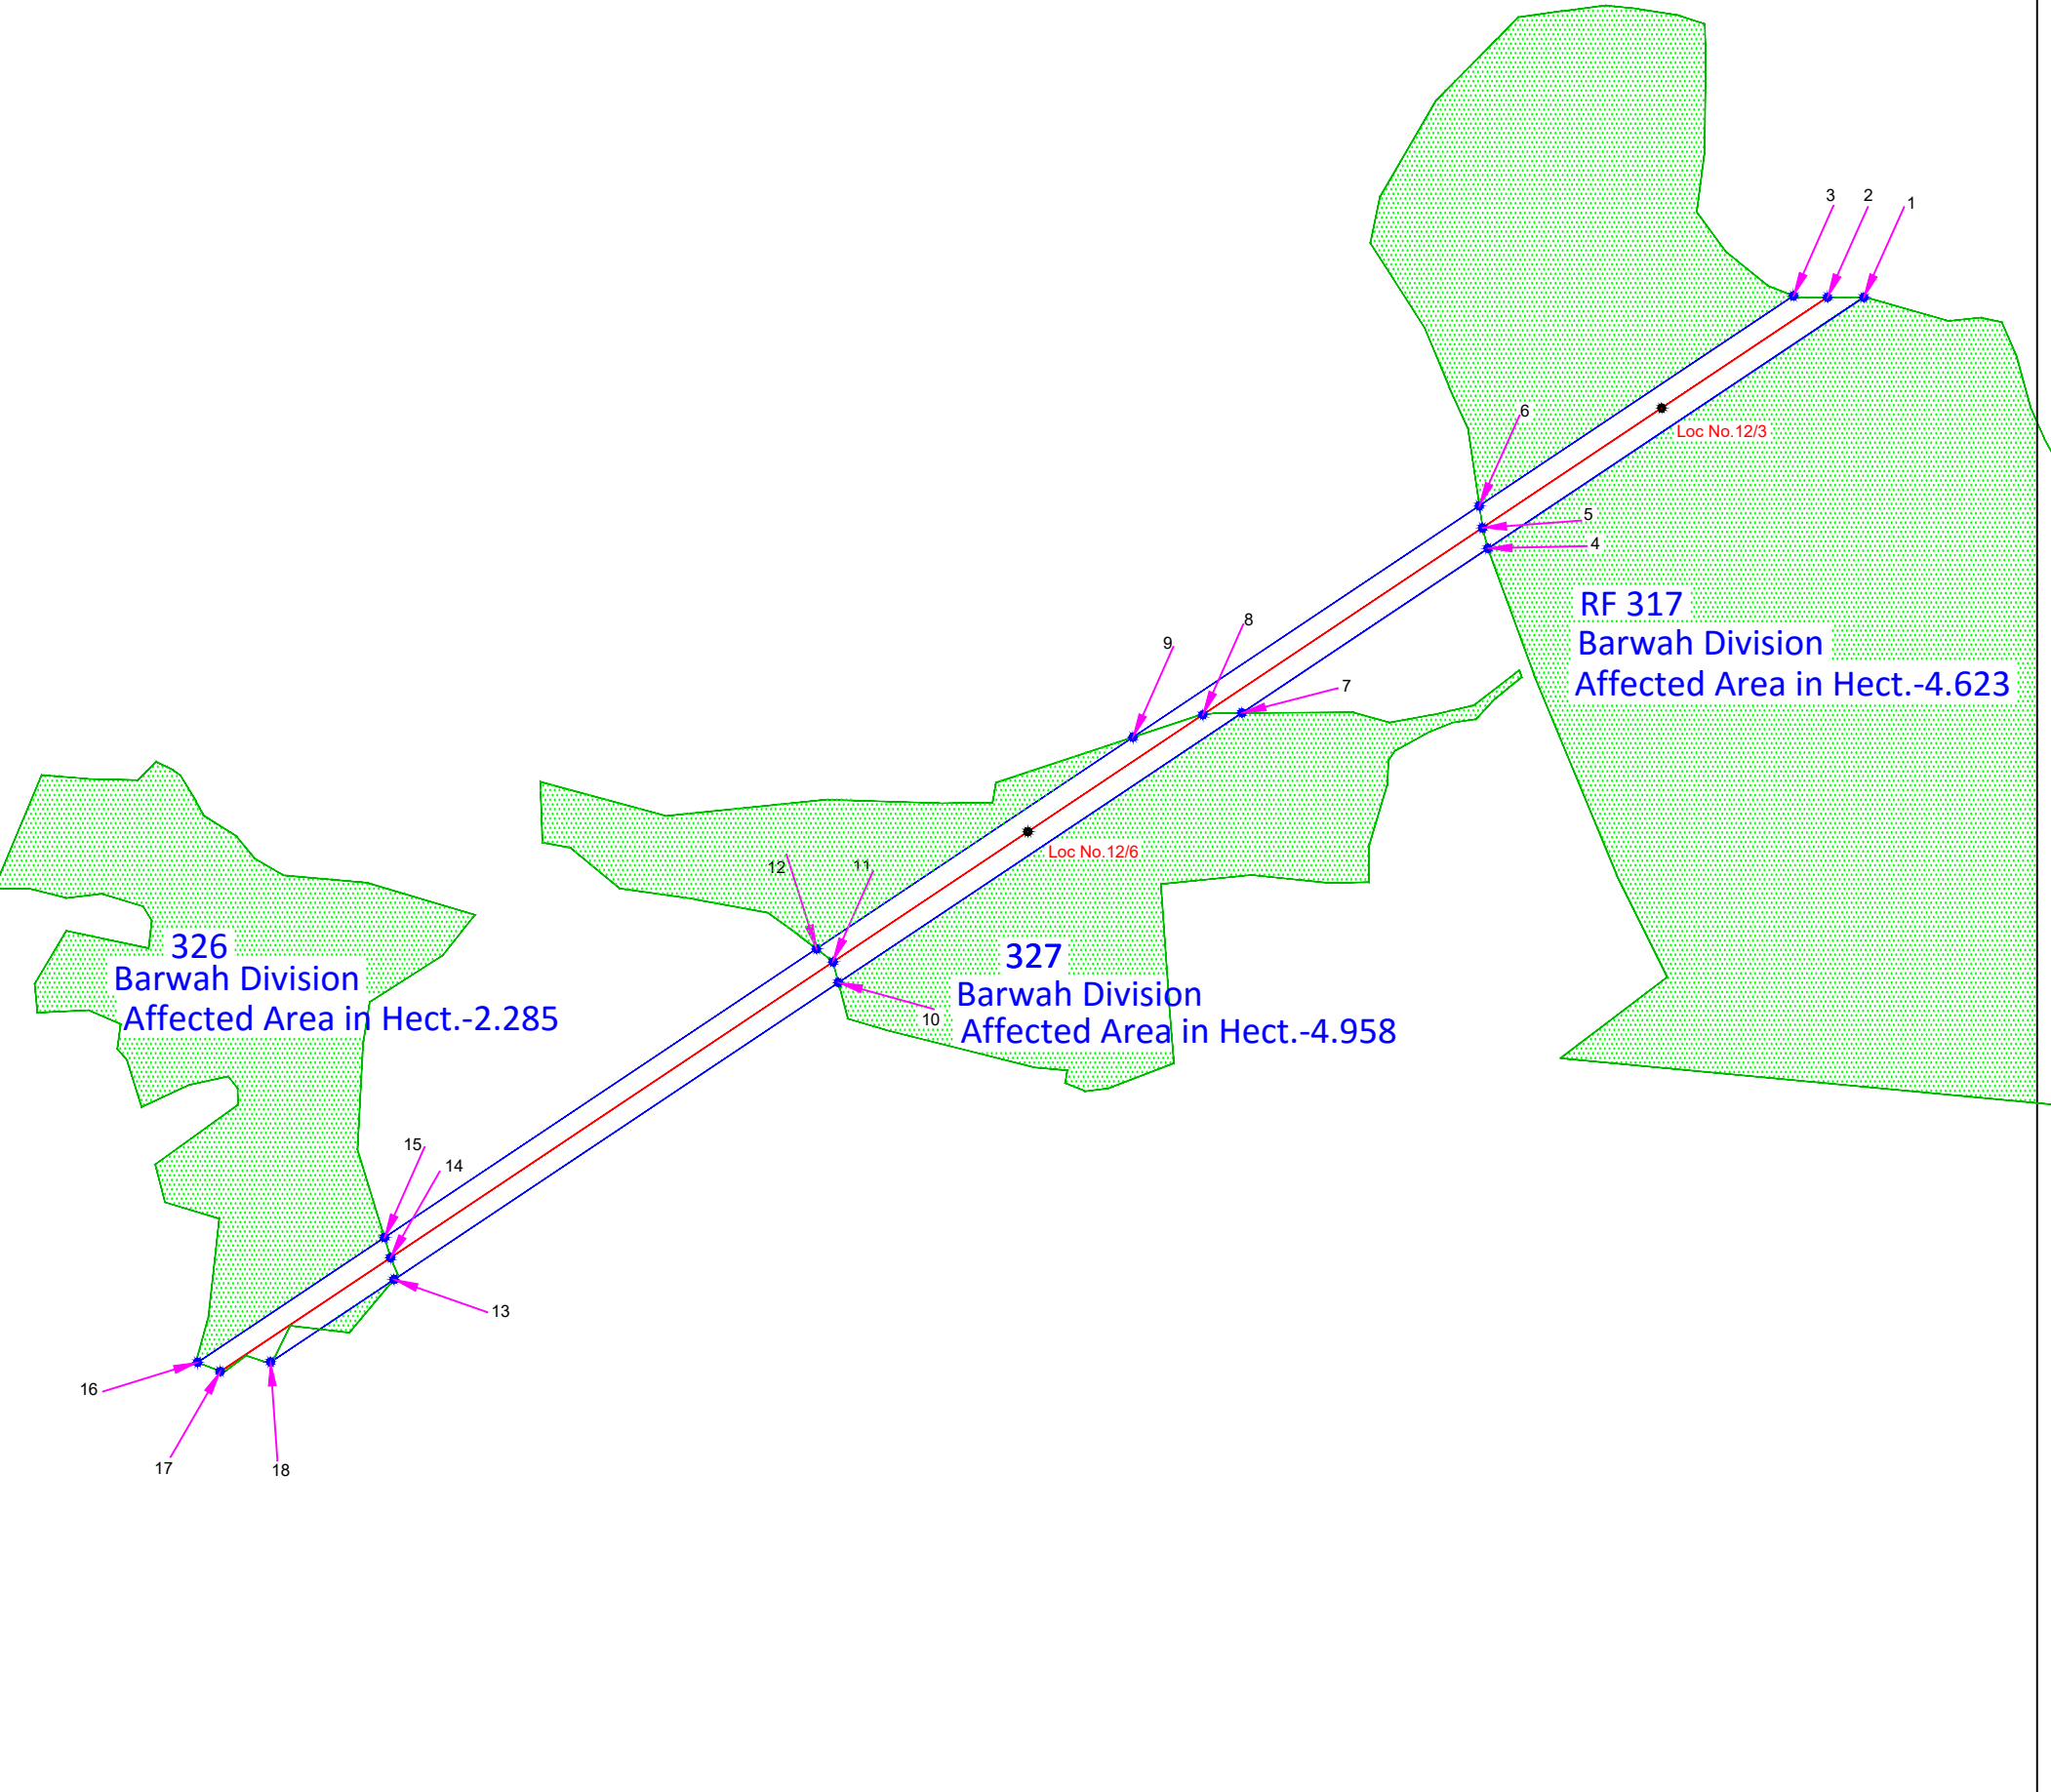 3
2
1
6
Loc No.12/3
5
4
RF 317
Barwah Division
Affected Area in Hect.-4.623
8
9
7
Loc No.12/6
12
11
326
Barwah Division
Affected Area in Hect.-2.285
327
Barwah Division
Affected Area in Hect.-4.958
10
15
14
13
16
17
18